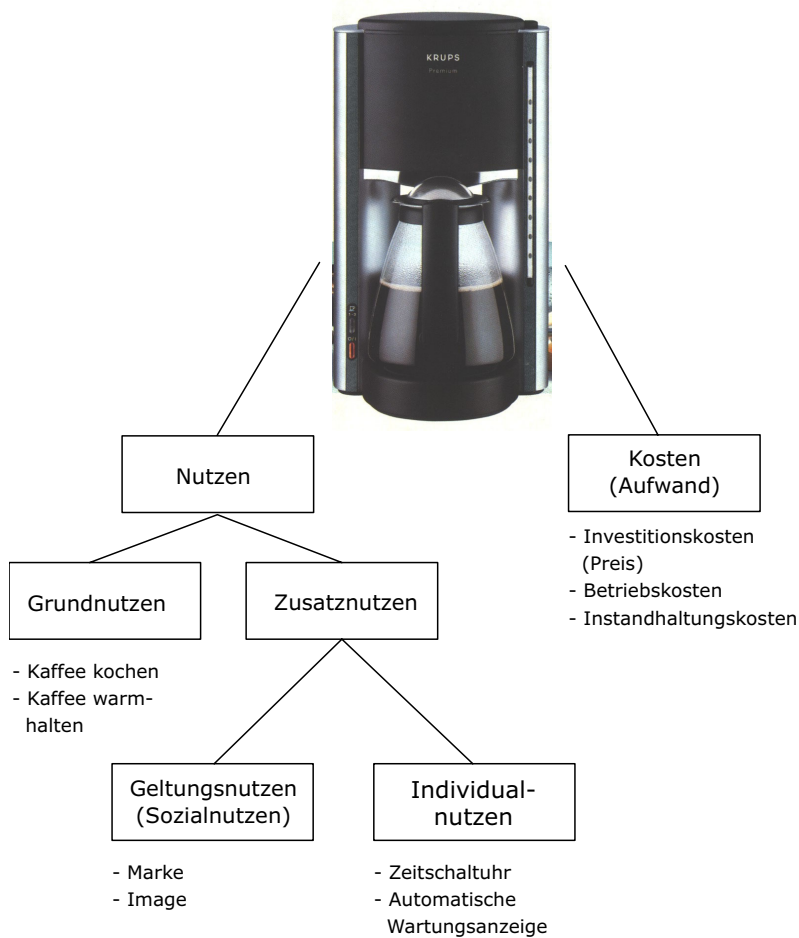 KRUPS
Premium
Nutzen
Kosten
(Aufwand)
- Investitionskosten
(Preis)
- Betriebskosten
- Instandhaltungskosten
Grundnutzen
Zusatznutzen
- Kaffee kochen
- Kaffee warm-
halten
Geltungsnutzen
(Sozialnutzen)
Individual-
nutzen
- Marke
- Image
- Zeitschaltuhr
- Automatische
Wartungsanzeige